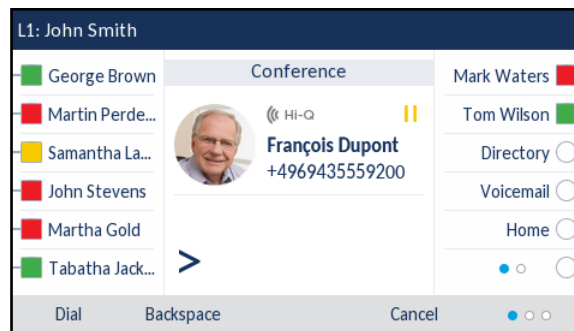 L1: John Smith
George Brown
Martin Perde...
Samantha La...
John Stevens
Martha Gold
Tabatha Jack...
Conference
Hi-Q
François Dupont
+4969435559200
>
Mark Waters
Tom Wilson
Directory
Voicemail
Home
Dial
Backspace
Cancel